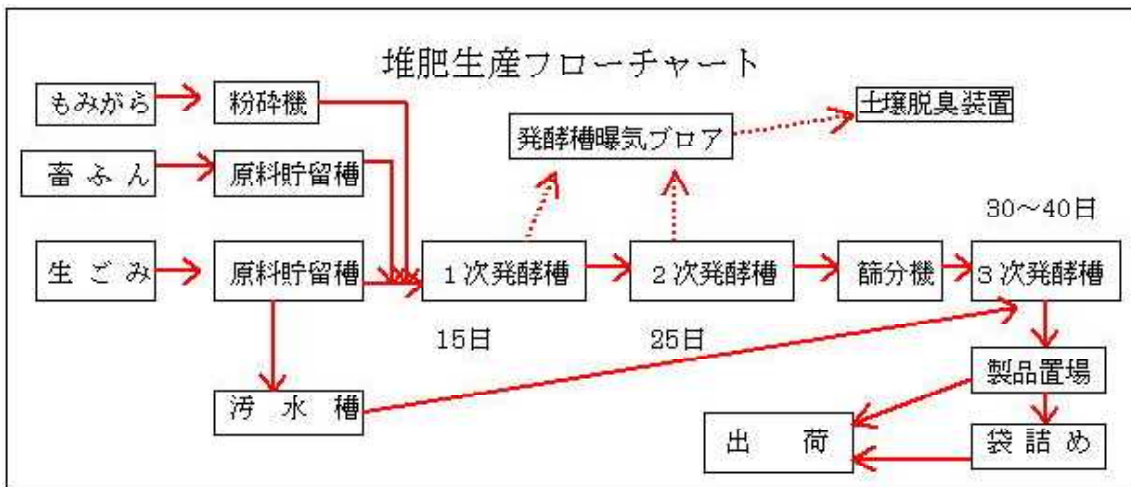 堆肥生産フローチャート
もみがら
粉砕機
土壌脱臭装置
発酵槽曝気ブロア
畜ふん
原料貯留槽
30～40日
生ごみ
原料貯留槽
1次発酵槽
2次発酵槽
篩分機
3次発酵槽
15日
25日
製品置場
汚水槽
出荷
袋詰め